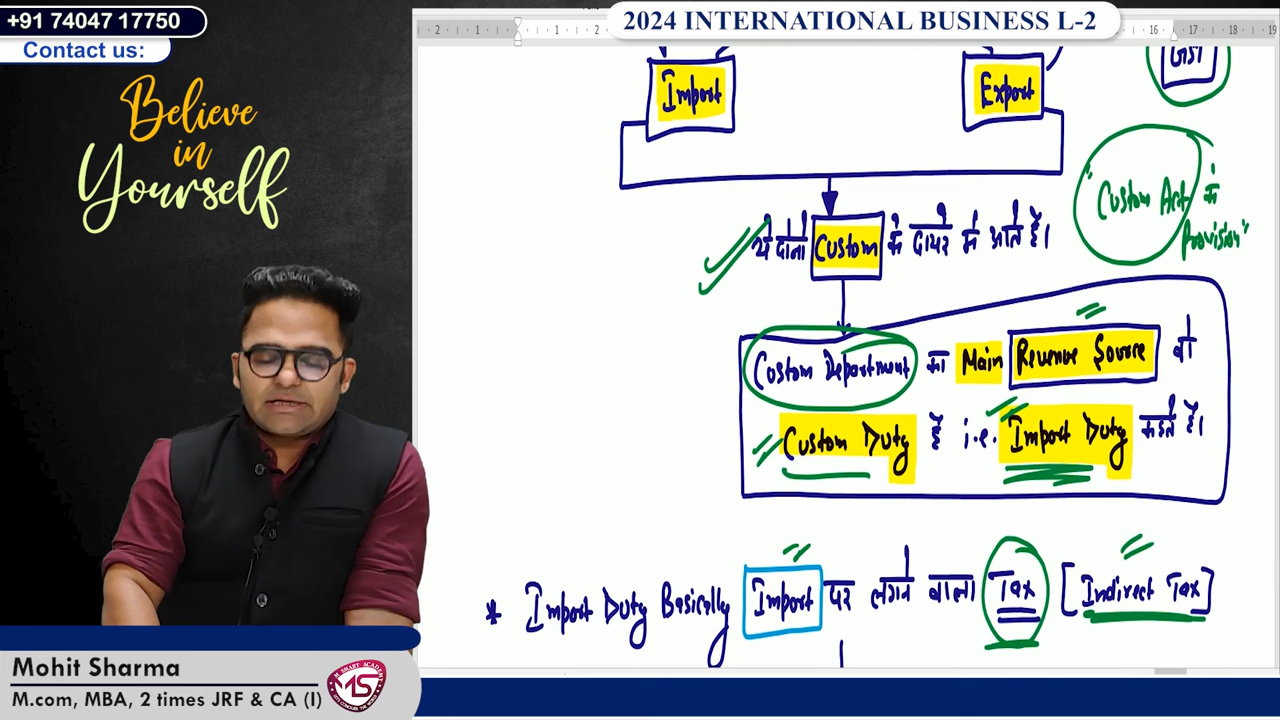 +91 74047 17750
Contact us:
2024 INTERNATIONAL BUSINESS L-2
Believe
in
Yourself
Import
Export
GST
"Custom Act के
Provision"
ये दोनों Custom के दायरे में आते हैं।
Custom Department का Main Revenue Source जो
Custom Duty है i.e. Import Duty कहते हैं।
* Import Duty Basically Import पर लगने वाला Tax [Indirect Tax]
Mohit Sharma
M.com, MBA, 2 times JRF & CA (I)
MS